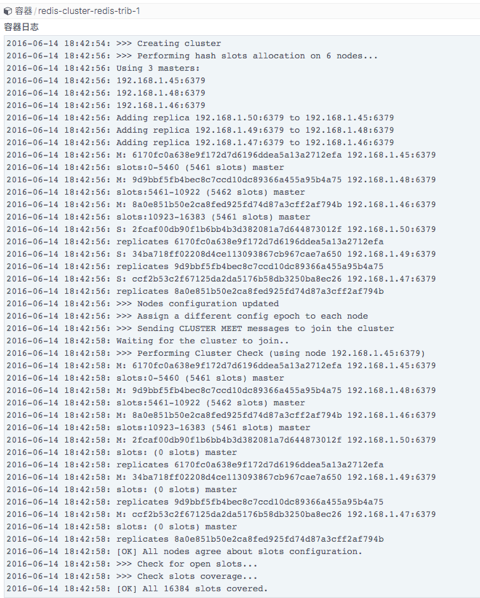 容器 / redis-cluster-redis-trib-1
容器日志
2016-06-14 18:42:54: >>> Creating cluster
2016-06-14 18:42:56: >>> Performing hash slots allocation on 6 nodes...
2016-06-14 18:42:56: Using 3 masters:
2016-06-14 18:42:56: 192.168.1.45:6379
2016-06-14 18:42:56: 192.168.1.48:6379
2016-06-14 18:42:56: 192.168.1.46:6379
2016-06-14 18:42:56: Adding replica 192.168.1.50:6379 to 192.168.1.45:6379
2016-06-14 18:42:56: Adding replica 192.168.1.49:6379 to 192.168.1.48:6379
2016-06-14 18:42:56: Adding replica 192.168.1.47:6379 to 192.168.1.46:6379
2016-06-14 18:42:56: M: 6170fc0a638e9f172d7d6196ddea5a13a2712efa 192.168.1.45:6379
2016-06-14 18:42:56: slots:0-5460 (5461 slots) master
2016-06-14 18:42:56: M: 9d9bbf5fb4bec8c7ccd10dc89366a455a95b4a75 192.168.1.48:6379
2016-06-14 18:42:56: slots:5461-10922 (5462 slots) master
2016-06-14 18:42:56: M: 8a0e851b50e2ca8fed925fd74d87a3cff2af794b 192.168.1.46:6379
2016-06-14 18:42:56: slots:10923-16383 (5461 slots) master
2016-06-14 18:42:56: S: 2fcaf00db90f1b6bb4b3d382081a7d644873012f 192.168.1.50:6379
2016-06-14 18:42:56: replicates 6170fc0a638e9f172d7d6196ddea5a13a2712efa
2016-06-14 18:42:56: S: 34ba718ff02208d4ce113093867cb967cae7a650 192.168.1.49:6379
2016-06-14 18:42:56: replicates 9d9bbf5fb4bec8c7ccd10dc89366a455a95b4a75
2016-06-14 18:42:56: S: ccf2b53c2f67125da2da5176b58db3250ba8ec26 192.168.1.47:6379
2016-06-14 18:42:56: replicates 8a0e851b50e2ca8fed925fd74d87a3cff2af794b
2016-06-14 18:42:56: >>> Nodes configuration updated
2016-06-14 18:42:56: >>> Assign a different config epoch to each node
2016-06-14 18:42:56: >>> Sending CLUSTER MEET messages to join the cluster
2016-06-14 18:42:58: Waiting for the cluster to join..
2016-06-14 18:42:58: >>> Performing Cluster Check (using node 192.168.1.45:6379)
2016-06-14 18:42:58: M: 6170fc0a638e9f172d7d6196ddea5a13a2712efa 192.168.1.45:6379
2016-06-14 18:42:58: slots:0-5460 (5461 slots) master
2016-06-14 18:42:58: M: 9d9bbf5fb4bec8c7ccd10dc89366a455a95b4a75 192.168.1.48:6379
2016-06-14 18:42:58: slots:5461-10922 (5462 slots) master
2016-06-14 18:42:58: M: 8a0e851b50e2ca8fed925fd74d87a3cff2af794b 192.168.1.46:6379
2016-06-14 18:42:58: slots:10923-16383 (5461 slots) master
2016-06-14 18:42:58: M: 2fcaf00db90f1b6bb4b3d382081a7d644873012f 192.168.1.50:6379
2016-06-14 18:42:58: slots: (0 slots) master
2016-06-14 18:42:58: replicates 6170fc0a638e9f172d7d6196ddea5a13a2712efa
2016-06-14 18:42:58: M: 34ba718ff02208d4ce113093867cb967cae7a650 192.168.1.49:6379
2016-06-14 18:42:58: slots: (0 slots) master
2016-06-14 18:42:58: replicates 9d9bbf5fb4bec8c7ccd10dc89366a455a95b4a75
2016-06-14 18:42:58: M: ccf2b53c2f67125da2da5176b58db3250ba8ec26 192.168.1.47:6379
2016-06-14 18:42:58: slots: (0 slots) master
2016-06-14 18:42:58: replicates 8a0e851b50e2ca8fed925fd74d87a3cff2af794b
2016-06-14 18:42:58: [OK] All nodes agree about slots configuration.
2016-06-14 18:42:58: >>> Check for open slots...
2016-06-14 18:42:58: >>> Check slots coverage...
2016-06-14 18:42:58: [OK] All 16384 slots covered.